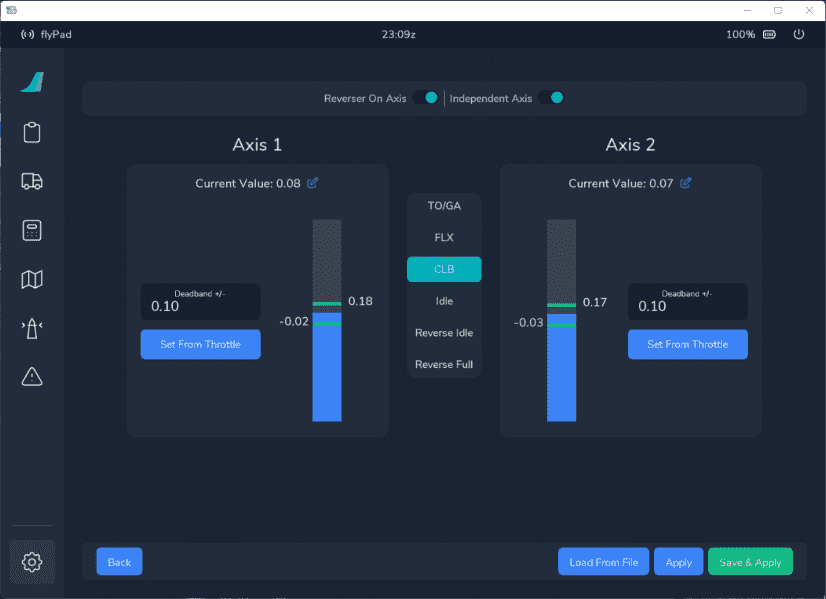 flyPad
23:09z
100%
Reverser On Axis
Independent Axis
Axis 1
Axis 2
Current Value: 0.08
Current Value: 0.07
TO/GA
FLX
CLB
Idle
Reverse Idle
Reverse Full
Deadband +/-
0.10
Set From Throttle
0.18
-0.02
0.17
-0.03
Deadband +/-
0.10
Set From Throttle
Back
Load From File
Apply
Save & Apply